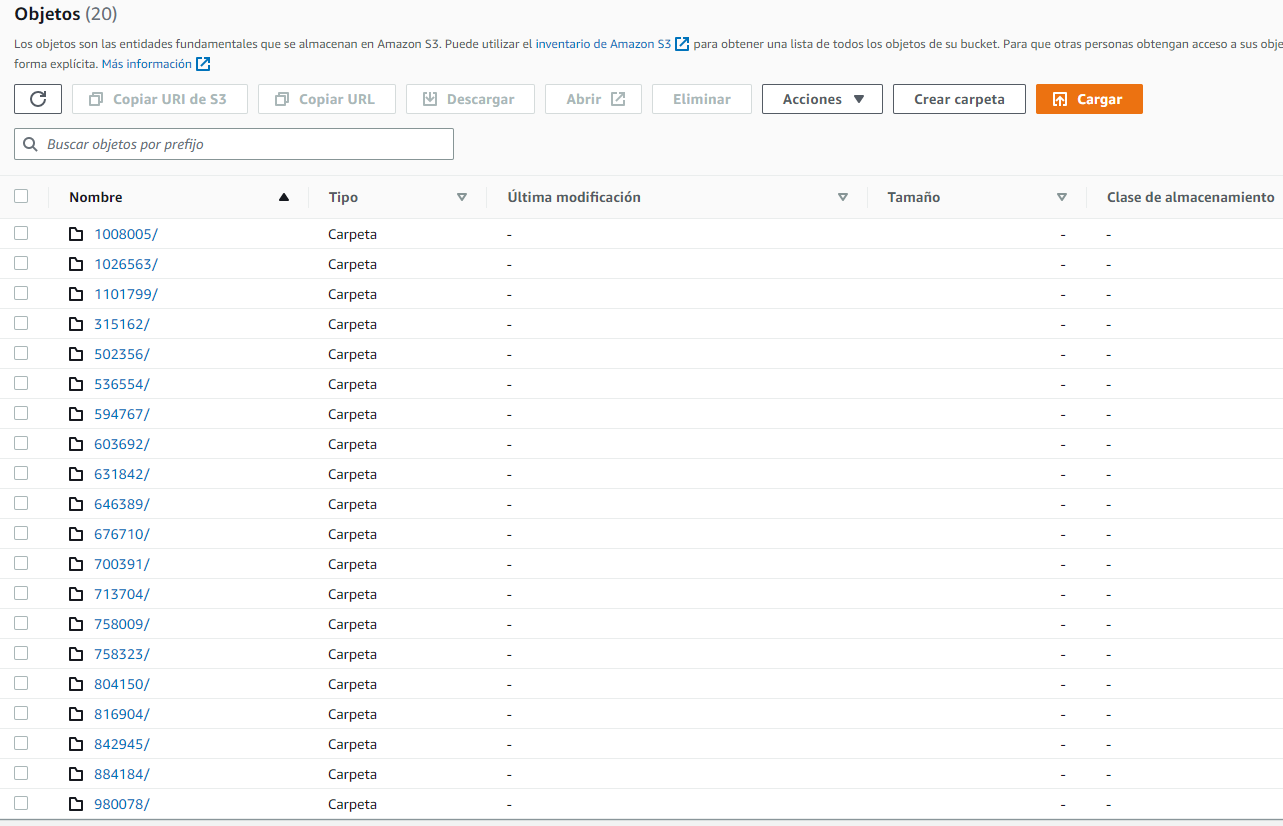 Objetos (20)
Los objetos son las entidades fundamentales que se almacenan en Amazon S3. Puede utilizar el inventario de Amazon S3 para obtener una lista de todos los objetos de su bucket. Para que otras personas obtengan acceso a sus obje
forma explícita. Más información
Copiar URI de S3 Copiar URL Descargar Abrir Eliminar Acciones Crear carpeta Cargar
Buscar objetos por prefijo
Nombre Tipo Última modificación Tamaño Clase de almacenamiento
1008005/ Carpeta - - -
1026563/ Carpeta - - -
1101799/ Carpeta - - -
315162/ Carpeta - - -
502356/ Carpeta - - -
536554/ Carpeta - - -
594767/ Carpeta - - -
603692/ Carpeta - - -
631842/ Carpeta - - -
646389/ Carpeta - - -
676710/ Carpeta - - -
700391/ Carpeta - - -
713704/ Carpeta - - -
758009/ Carpeta - - -
758323/ Carpeta - - -
804150/ Carpeta - - -
816904/ Carpeta - - -
842945/ Carpeta - - -
884184/ Carpeta - - -
980078/ Carpeta - - -